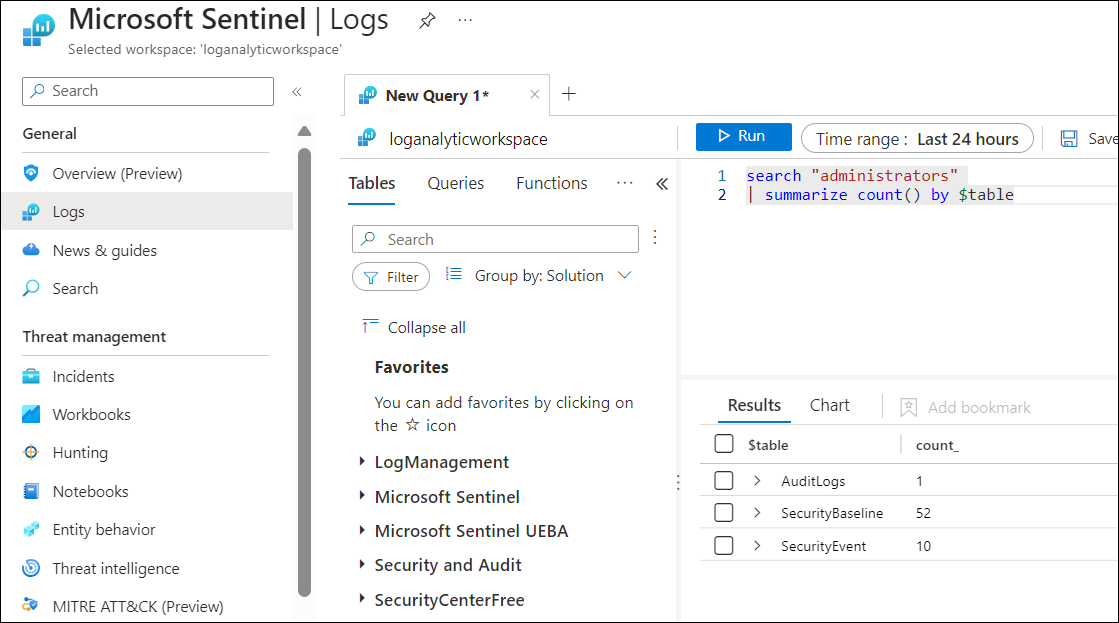 Microsoft Sentinel | Logs
Selected workspace: 'loganalyticworkspace'
Search
General
Overview (Preview)
Logs
News & guides
Search
Threat management
Incidents
Workbooks
Hunting
Notebooks
Entity behavior
Threat intelligence
MITRE ATT&CK (Preview)
New Query 1*
loganalyticworkspace
Run
Time range : Last 24 hours
Save
Tables Queries Functions
Search
Filter
Group by: Solution
Collapse all
Favorites
You can add favorites by clicking on
the ☆ icon
LogManagement
Microsoft Sentinel
Microsoft Sentinel UEBA
Security and Audit
SecurityCenterFree
1 search "administrators"
2 | summarize count() by $table
Results Chart Add bookmark
$table count_
AuditLogs 1
SecurityBaseline 52
SecurityEvent 10